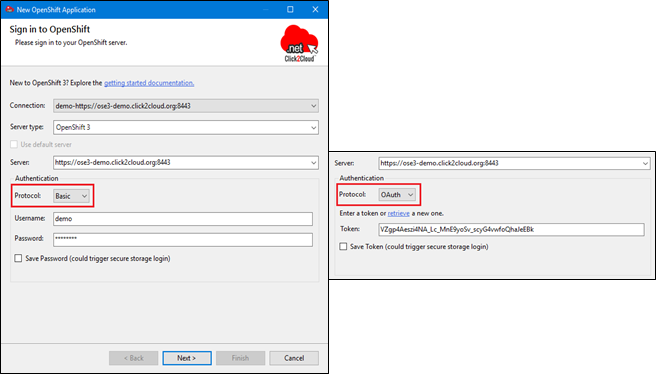 New OpenShift Application
Sign in to OpenShift
Please sign in to your OpenShift server.
.net
Click2Cloud
New to OpenShift 3? Explore the getting started documentation.
Connection: demo-https://ose3-demo.click2cloud.org:8443
Server type: OpenShift 3
Use default server
Server: https://ose3-demo.click2cloud.org:8443
Authentication
Protocol: Basic
Username: demo
Password: ********
Save Password (could trigger secure storage login)
< Back Next > Finish Cancel
Server: https://ose3-demo.click2cloud.org:8443
Authentication
Protocol: OAuth
Enter a token or retrieve a new one.
Token: VZgp4Aeszi4NA_Lc_MnE9yoSv_scyG4vwfoQhaJeEBk
Save Token (could trigger secure storage login)